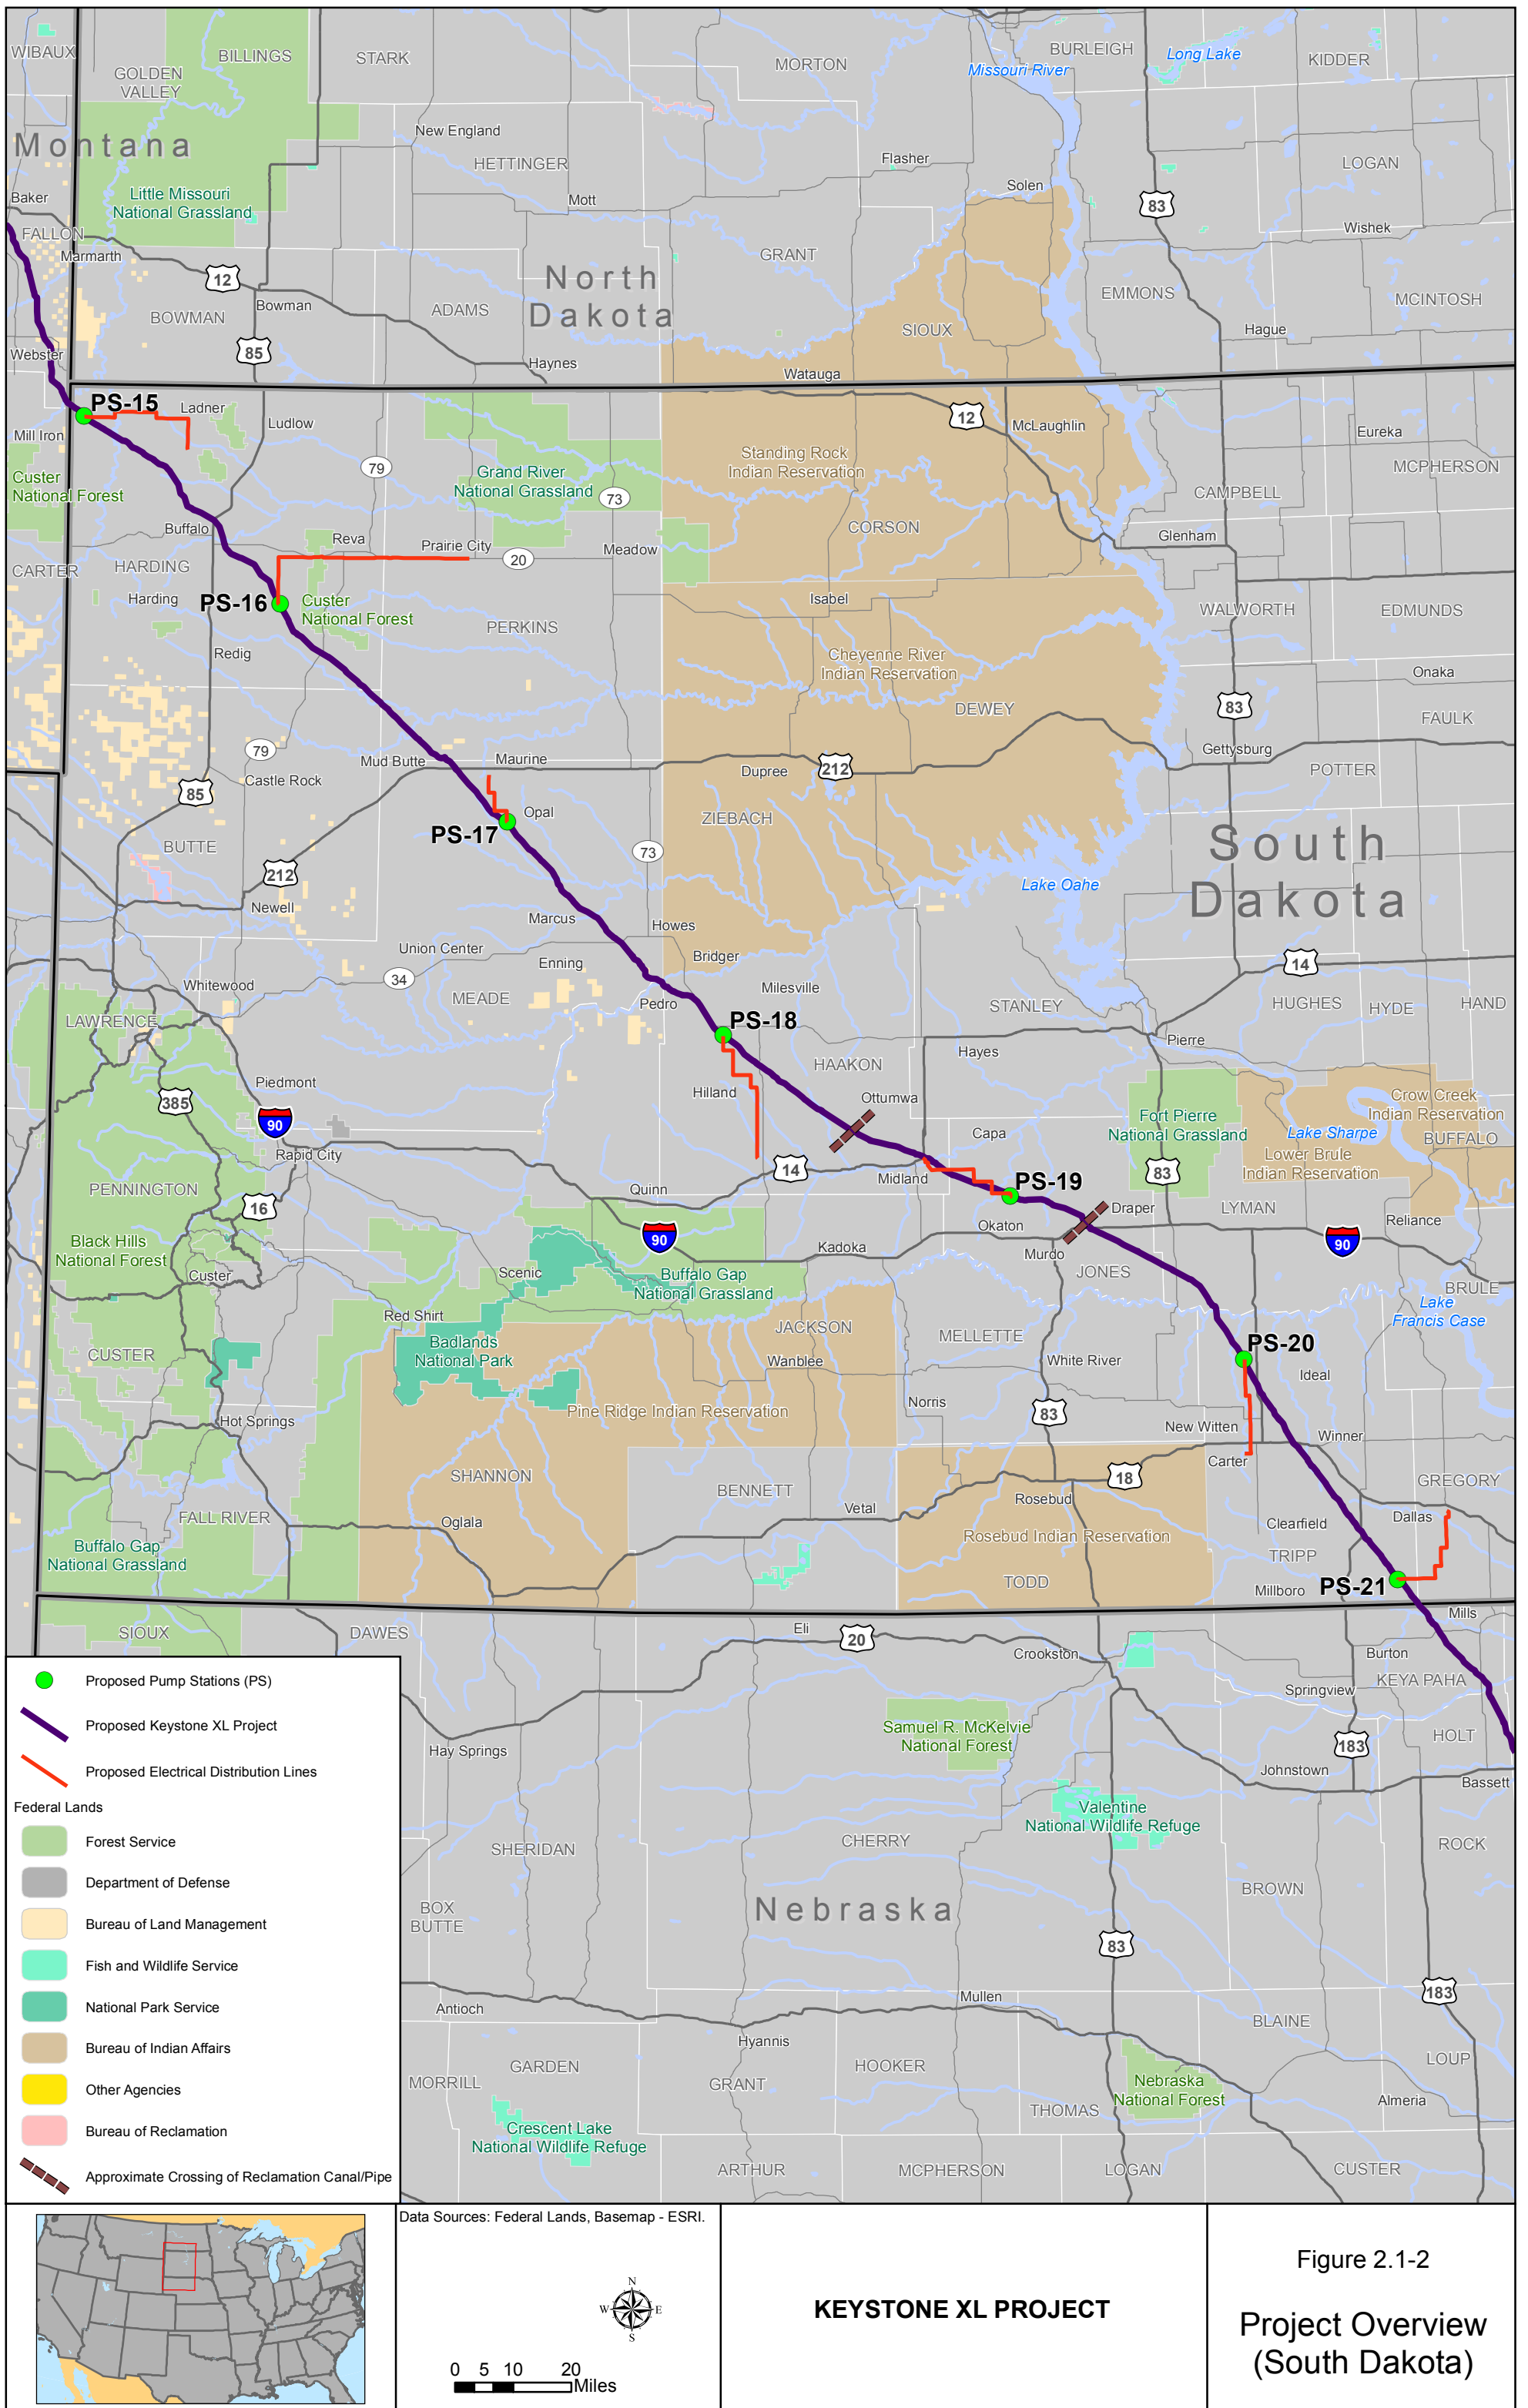 WIBAUX
BILLINGS
STARK
MORTON
BURLEIGH
Long Lake
KIDDER
Missouri River
GOLDEN
VALLEY
Montana
New England
HETTINGER
Flasher
LOGAN
Baker
Little Missouri
National Grassland
Mott
Solen
83
Wishek
FALLON
Marmarth
GRANT
12
North
Dakota
Bowman
BOWMAN
ADAMS
EMMONS
MCINTOSH
SIOUX
Hague
85
Webster
Haynes
Watauga
PS-15
Ladner
Ludlow
12
McLaughlin
Mill Iron
Eureka
79
Standing Rock
Indian Reservation
MCPHERSON
Custer
National Forest
Grand River
National Grassland
73
CAMPBELL
Buffalo
CORSON
Reva
Prairie City
20
Meadow
Glenham
CARTER
HARDING
Harding
PS-16
Custer
National Forest
Isabel
WALWORTH
EDMUNDS
PERKINS
Redig
Cheyenne River
Indian Reservation
Onaka
DEWEY
83
FAULK
79
Mud Butte
Maurine
Gettysburg
Castle Rock
Dupree
212
POTTER
85
Opal
PS-17
ZIEBACH
BUTTE
73
South
Dakota
212
Lake Oahe
Newell
Marcus
Howes
Union Center
Bridger
Enning
34
14
Whitewood
Milesville
MEADE
Pedro
STANLEY
HUGHES
HYDE
HAND
LAWRENCE
PS-18
Pierre
Hayes
HAAKON
Piedmont
Hilland
Ottumwa
385
90
Fort Pierre
National Grassland
Crow Creek
Indian Reservation
Capa
Lake Sharpe
BUFFALO
Rapid City
14
Lower Brule
Indian Reservation
83
PENNINGTON
Midland
PS-19
Quinn
16
LYMAN
Draper
Reliance
Okaton
90
90
Black Hills
National Forest
Kadoka
Murdo
Custer
Scenic
Buffalo Gap
National Grassland
JONES
BRULE
Red Shirt
Lake
Francis Case
JACKSON
MELLETTE
Badlands
National Park
PS-20
CUSTER
Wanblee
White River
Ideal
Norris
Pine Ridge Indian Reservation
83
Hot Springs
New Witten
Winner
Carter
SHANNON
18
GREGORY
BENNETT
Rosebud
Vetal
FALL RIVER
Oglala
Dallas
Clearfield
Rosebud Indian Reservation
Buffalo Gap
National Grassland
TRIPP
TODD
Millboro
PS-21
Mills
SIOUX
DAWES
Eli
20
Crookston
Burton
KEYA PAHA
Springview
Samuel R. McKelvie
National Forest
HOLT
183
Hay Springs
Johnstown
Bassett
Valentine
National Wildlife Refuge
SHERIDAN
CHERRY
ROCK
BROWN
BOX
BUTTE
Nebraska
83
183
Mullen
Antioch
BLAINE
Hyannis
GARDEN
HOOKER
LOUP
MORRILL
GRANT
Nebraska
National Forest
THOMAS
Almeria
Crescent Lake
National Wildlife Refuge
ARTHUR
MCPHERSON
LOGAN
CUSTER
Proposed Pump Stations (PS)
Proposed Keystone XL Project
Proposed Electrical Distribution Lines
Federal Lands
Forest Service
Department of Defense
Bureau of Land Management
Fish and Wildlife Service
National Park Service
Bureau of Indian Affairs
Other Agencies
Bureau of Reclamation
Approximate Crossing of Reclamation Canal/Pipe
Data Sources: Federal Lands, Basemap - ESRI.
N
W E
S
0 5 10 20
Miles
KEYSTONE XL PROJECT
Figure 2.1-2
Project Overview
(South Dakota)